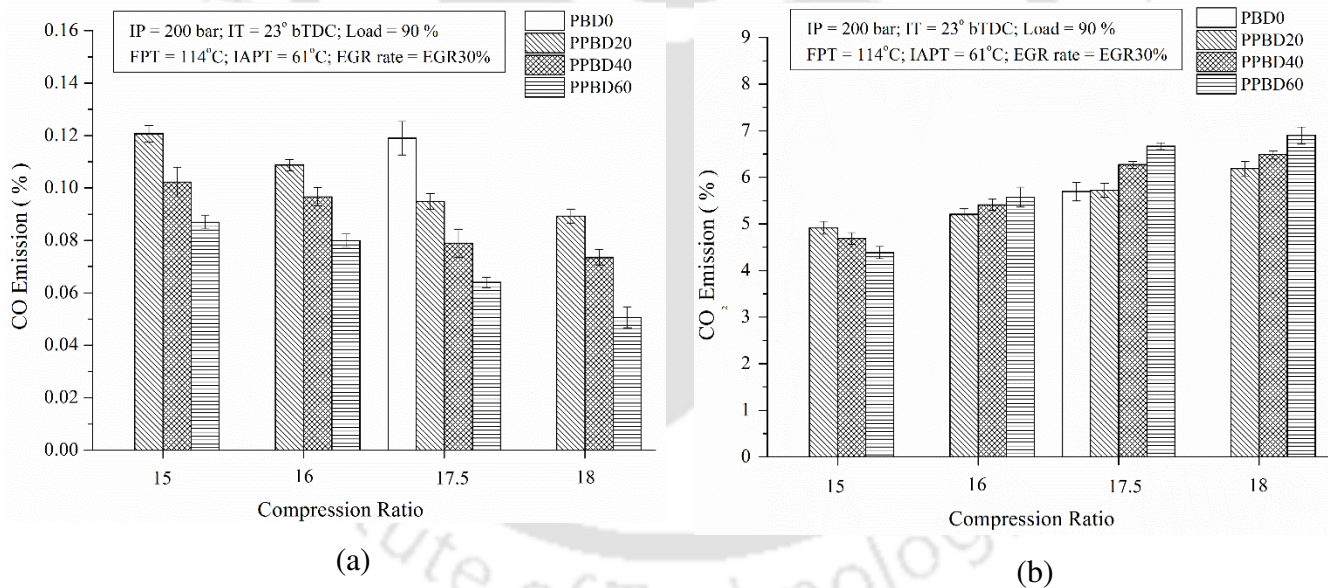 IP = 200 bar; IT = 23° bTDC; Load = 90 %
FPT = 114°C; IAPT = 61°C; EGR rate = EGR30%
PBD0
PPBD20
PPBD40
PPBD60
0.16
0.14
0.12
0.10
0.08
0.06
0.04
0.02
0.00
CO Emission ( % )
15 16 17.5 18
Compression Ratio
(a)
IP = 200 bar; IT = 23° bTDC; Load = 90 %
FPT = 114°C; IAPT = 61°C; EGR rate = EGR30%
PBD0
PPBD20
PPBD40
PPBD60
9
8
7
6
5
4
3
2
1
0
CO₂ Emission ( % )
15 16 17.5 18
Compression Ratio
(b)
tute of Technolog